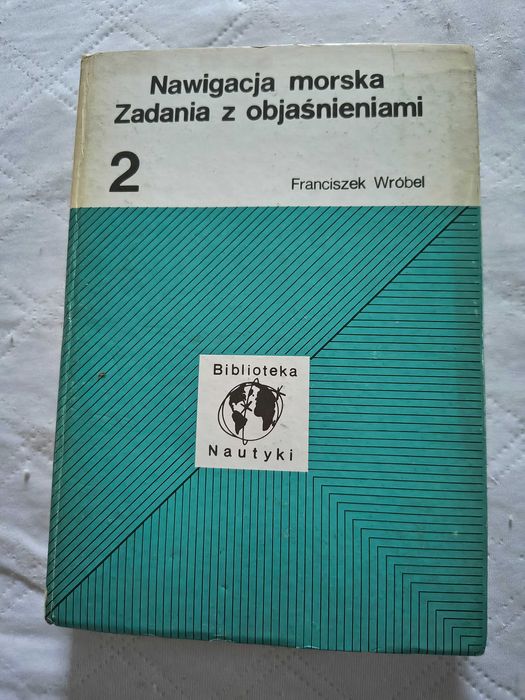 Nawigacja morska
Zadania z objaśnieniami
2
Franciszek Wróbel
Biblioteka
Nautyki